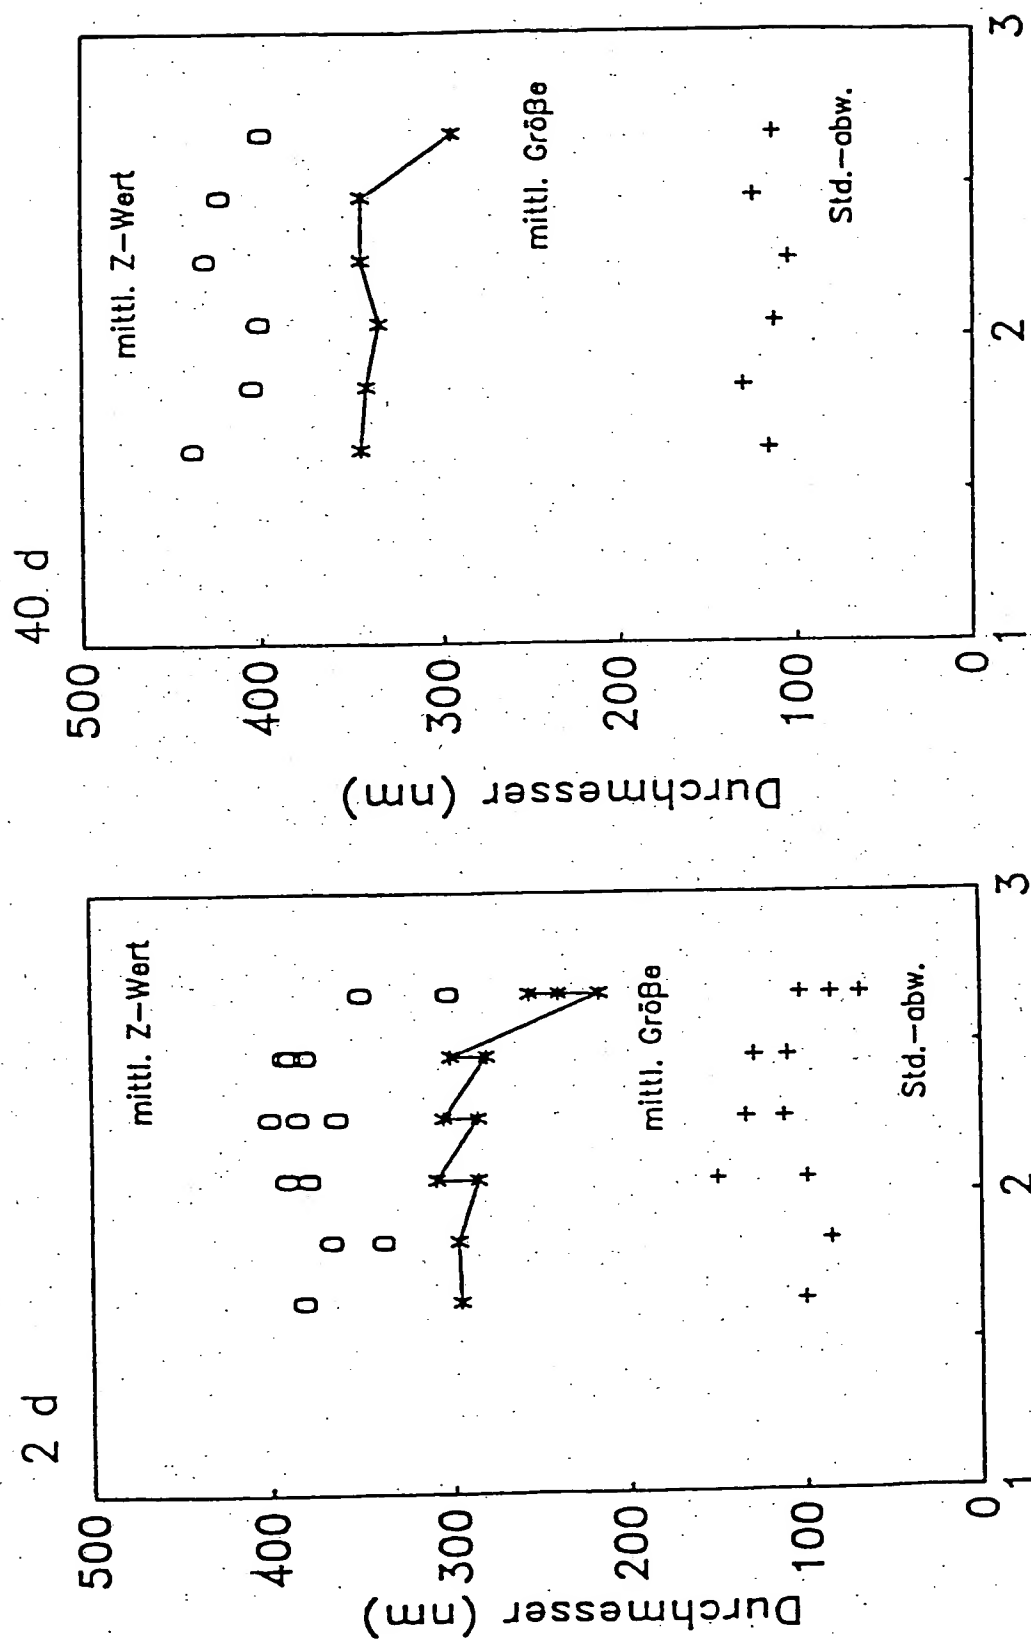 2 d
500
400
300
200
100
0
Durchmesser (nm)
mittl. Z-Wert
mittl. Größe
Std.-abw.
1
2
3
40 d
500
400
300
200
100
0
Durchmesser (nm)
mittl. Z-Wert
mittl. Größe
Std.-abw.
1
2
3